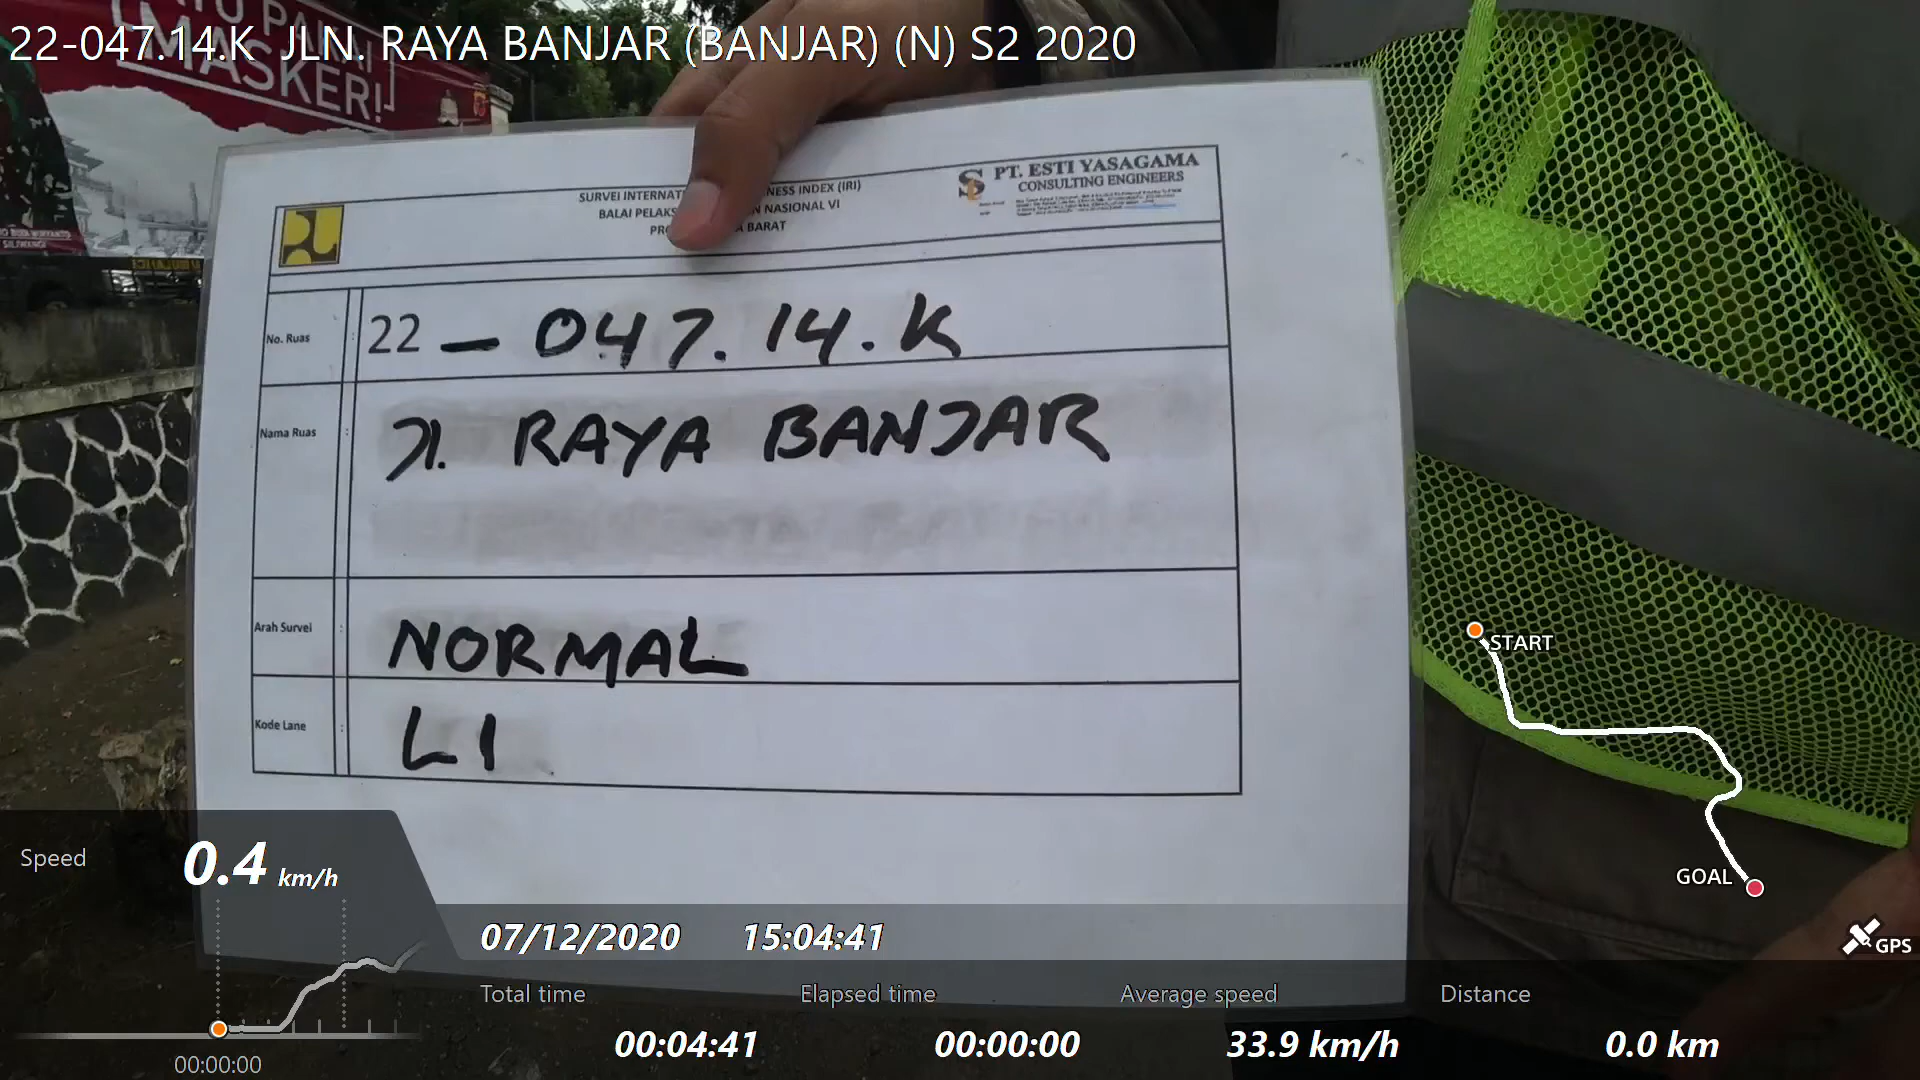 22-047.14.K JLN. RAYA BANJAR (BANJAR) (N) S2 2020
MASKER!
SURVEI NESS INDEX (IRI)
BALAI NASIONAL VI
BARAT
PT. ESTI YASAGAMA
CONSULTING ENGINEERS
No. Ruas : 22 - 047.14.K
Nama Ruas : Jl. RAYA BANJAR
Arah Survei : NORMAL
Kode Lane : L1
START
GOAL
GPS
Speed 0.4 km/h
00:00:00
07/12/2020 15:04:41
Total time Elapsed time Average speed Distance
00:04:41 00:00:00 33.9 km/h 0.0 km